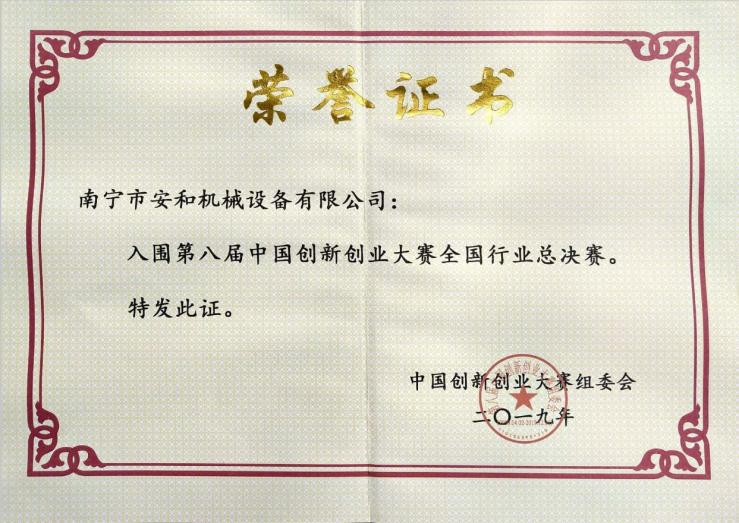 荣誉证书
南宁市安和机械设备有限公司：
入围第八届中国创新创业大赛全国行业总决赛。
特发此证。
中国创新创业大赛组委会
二〇一九年